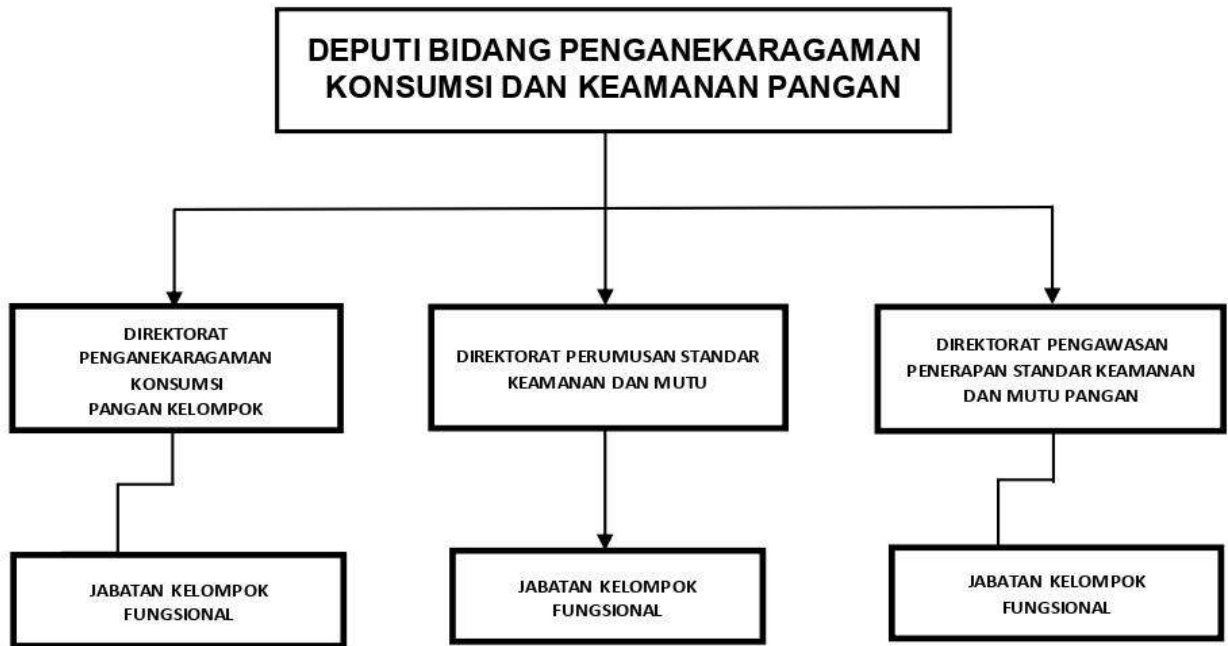 DEPUTI BIDANG PENGANEKARAGAMAN
KONSUMSI DAN KEAMANAN PANGAN
DIREKTORAT
PENGANEKARAGAMAN
KONSUMSI
PANGAN KELOMPOK
DIREKTORAT PERUMUSAN STANDAR
KEAMANAN DAN MUTU
DIREKTORAT PENGAWASAN
PENERAPAN STANDAR KEAMANAN
DAN MUTU PANGAN
JABATAN KELOMPOK
FUNGSIONAL
JABATAN KELOMPOK
FUNGSIONAL
JABATAN KELOMPOK
FUNGSIONAL